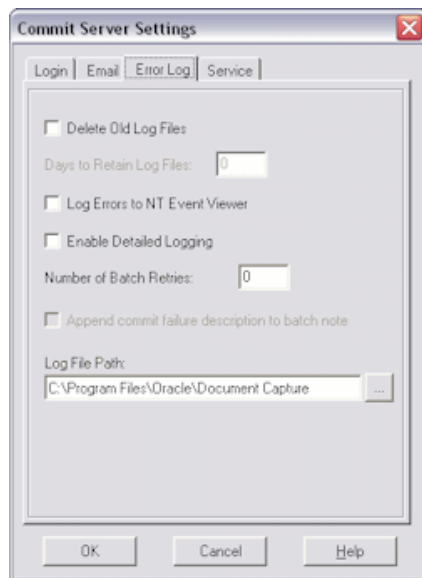 Commit Server Settings
Login Email Error Log Service
Delete Old Log Files
Days to Retain Log Files: 0
Log Errors to NT Event Viewer
Enable Detailed Logging
Number of Batch Retries: 0
Append commit failure description to batch note
Log File Path:
C:\Program Files\Oracle\Document Capture ...
OK Cancel Help